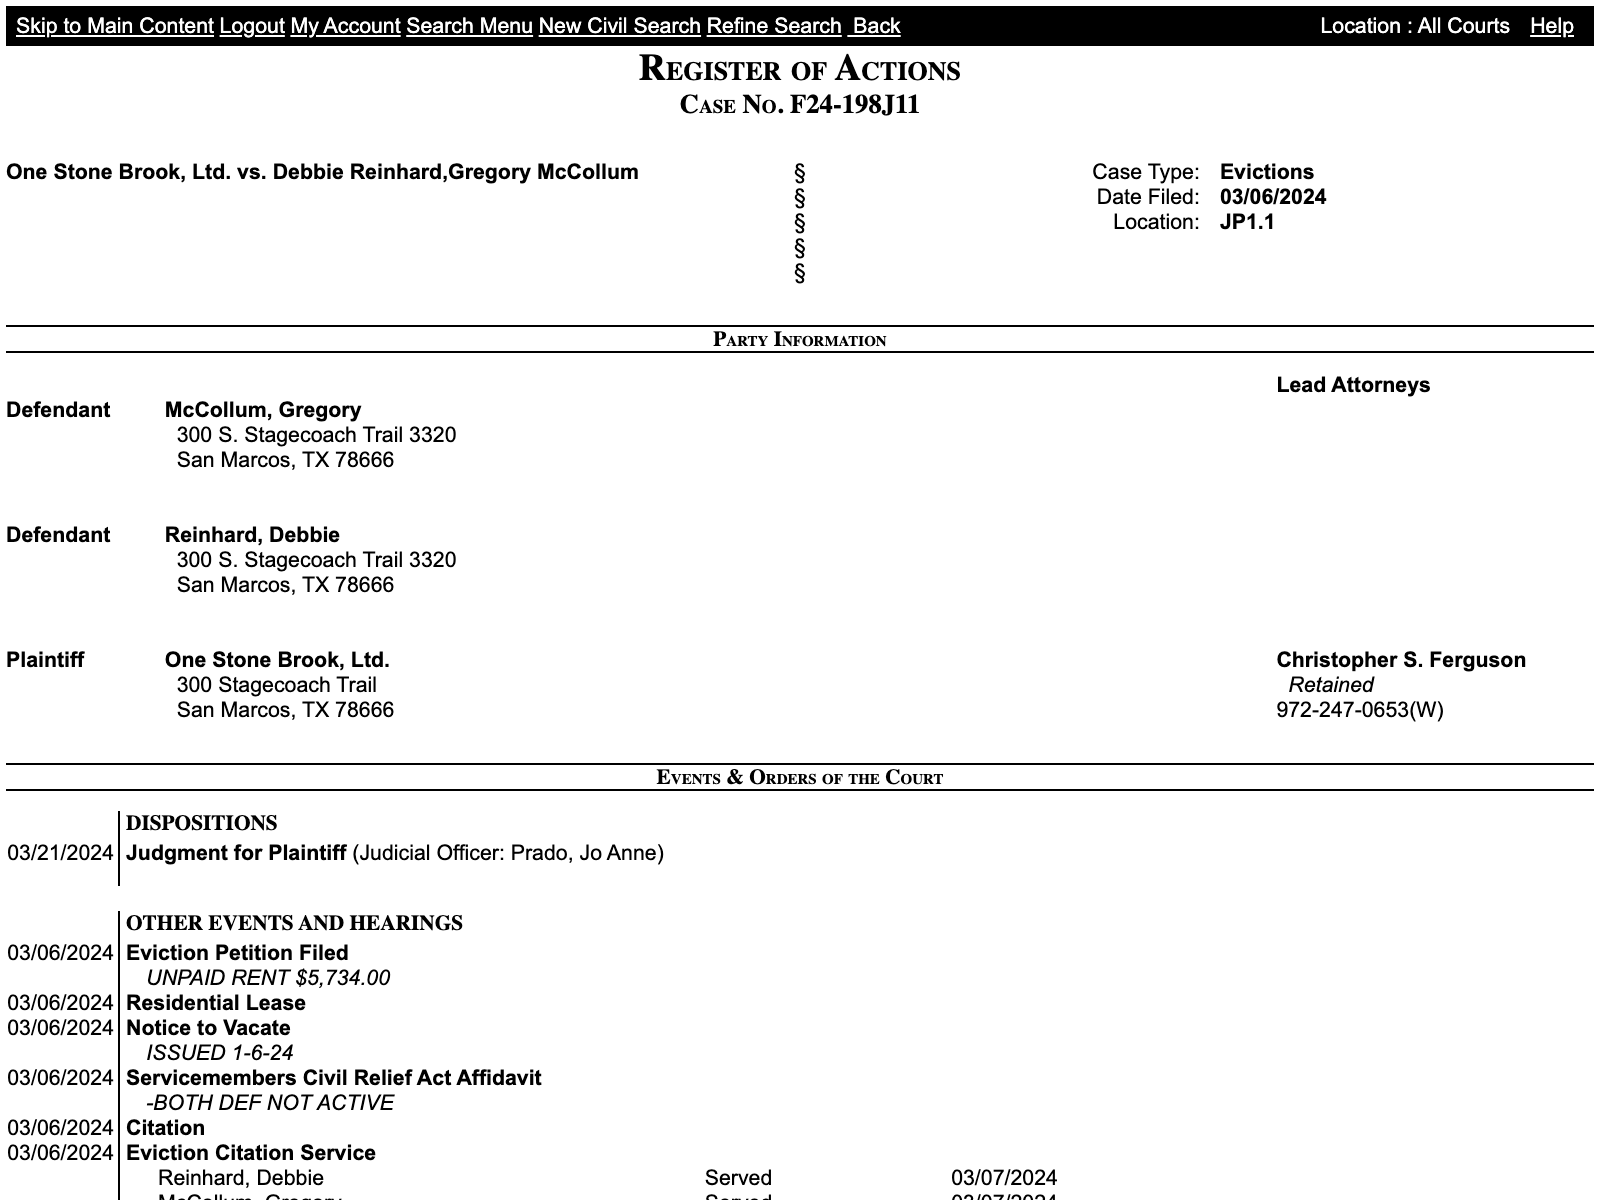 Skip to Main Content Logout My Account Search Menu New Civil Search Refine Search Back Location : All Courts Help
Register of Actions
Case No. F24-198J11
One Stone Brook, Ltd. vs. Debbie Reinhard,Gregory McCollum § Case Type: Evictions
§ Date Filed: 03/06/2024
§ Location: JP1.1
§
§
Party Information
Lead Attorneys
Defendant McCollum, Gregory
300 S. Stagecoach Trail 3320
San Marcos, TX 78666
Defendant Reinhard, Debbie
300 S. Stagecoach Trail 3320
San Marcos, TX 78666
Plaintiff One Stone Brook, Ltd. Christopher S. Ferguson
300 Stagecoach Trail Retained
San Marcos, TX 78666 972-247-0653(W)
Events & Orders of the Court
DISPOSITIONS
03/21/2024 Judgment for Plaintiff (Judicial Officer: Prado, Jo Anne)
OTHER EVENTS AND HEARINGS
03/06/2024 Eviction Petition Filed
UNPAID RENT $5,734.00
03/06/2024 Residential Lease
03/06/2024 Notice to Vacate
ISSUED 1-6-24
03/06/2024 Servicemembers Civil Relief Act Affidavit
-BOTH DEF NOT ACTIVE
03/06/2024 Citation
03/06/2024 Eviction Citation Service
Reinhard, Debbie Served 03/07/2024
McCollum, Gregory Served 03/07/2024